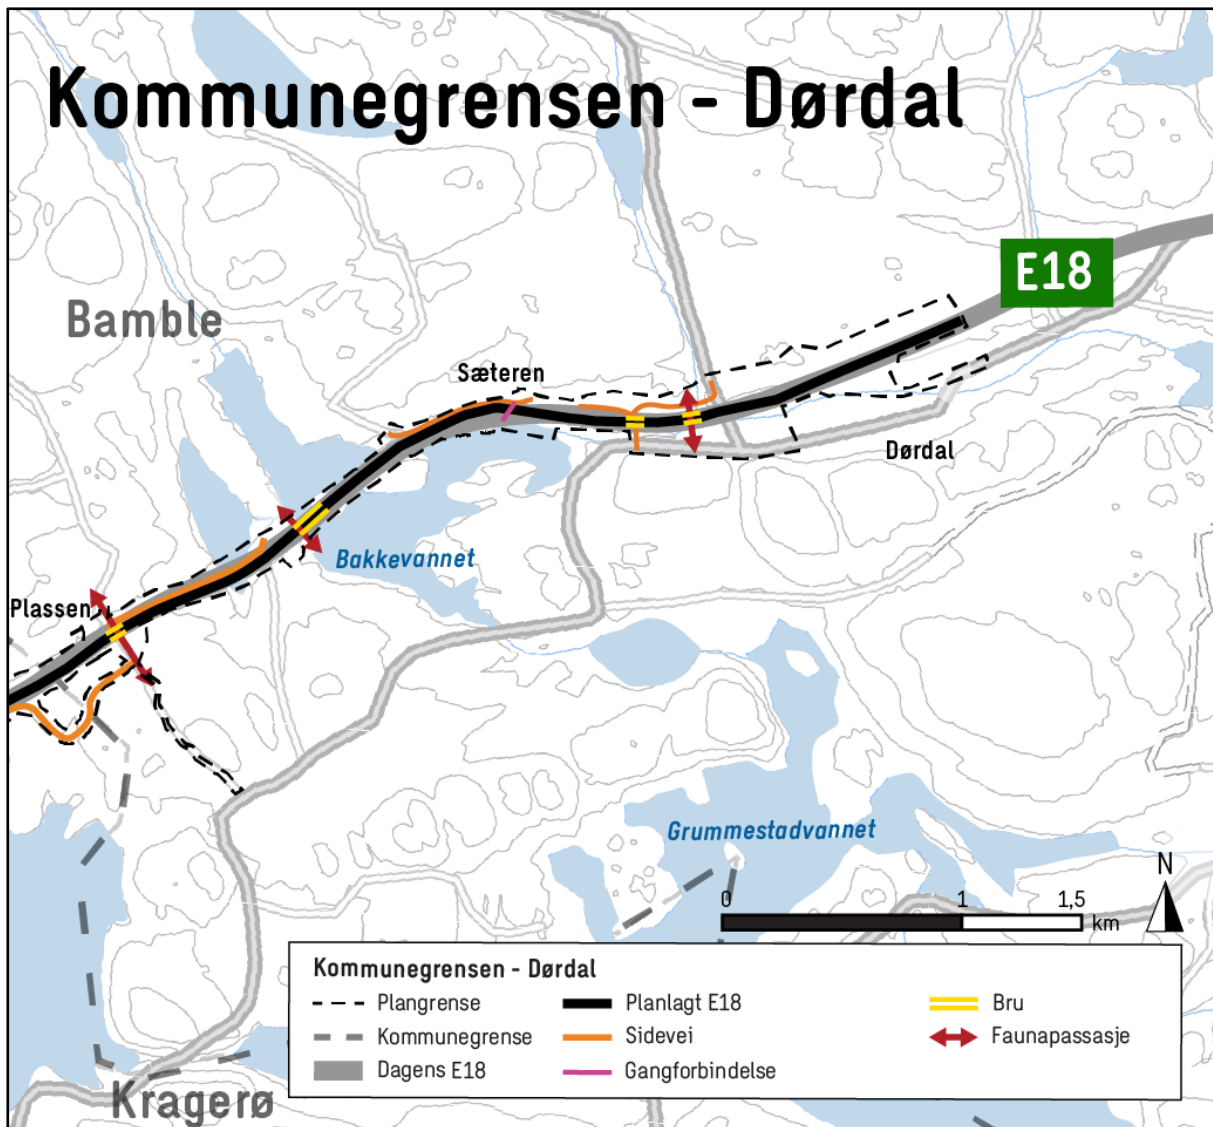 Kommunegrensen - Dørdal
E18
Bamble
Sæteren
Dørdal
Bakkevannet
Plassen
Grummestadvannet
N
0 1 1,5
km
Kommunegrensen - Dørdal
Plangrense Planlagt E18 Bru
Kommunegrense Sidevei Faunapassasje
Dagens E18 Gangforbindelse
Kragerø